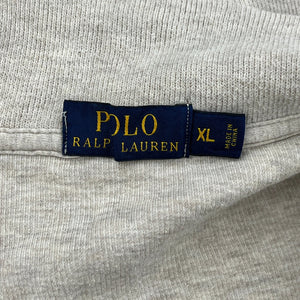 POLO
RALPH LAUREN
XL
MADE IN
CHINA